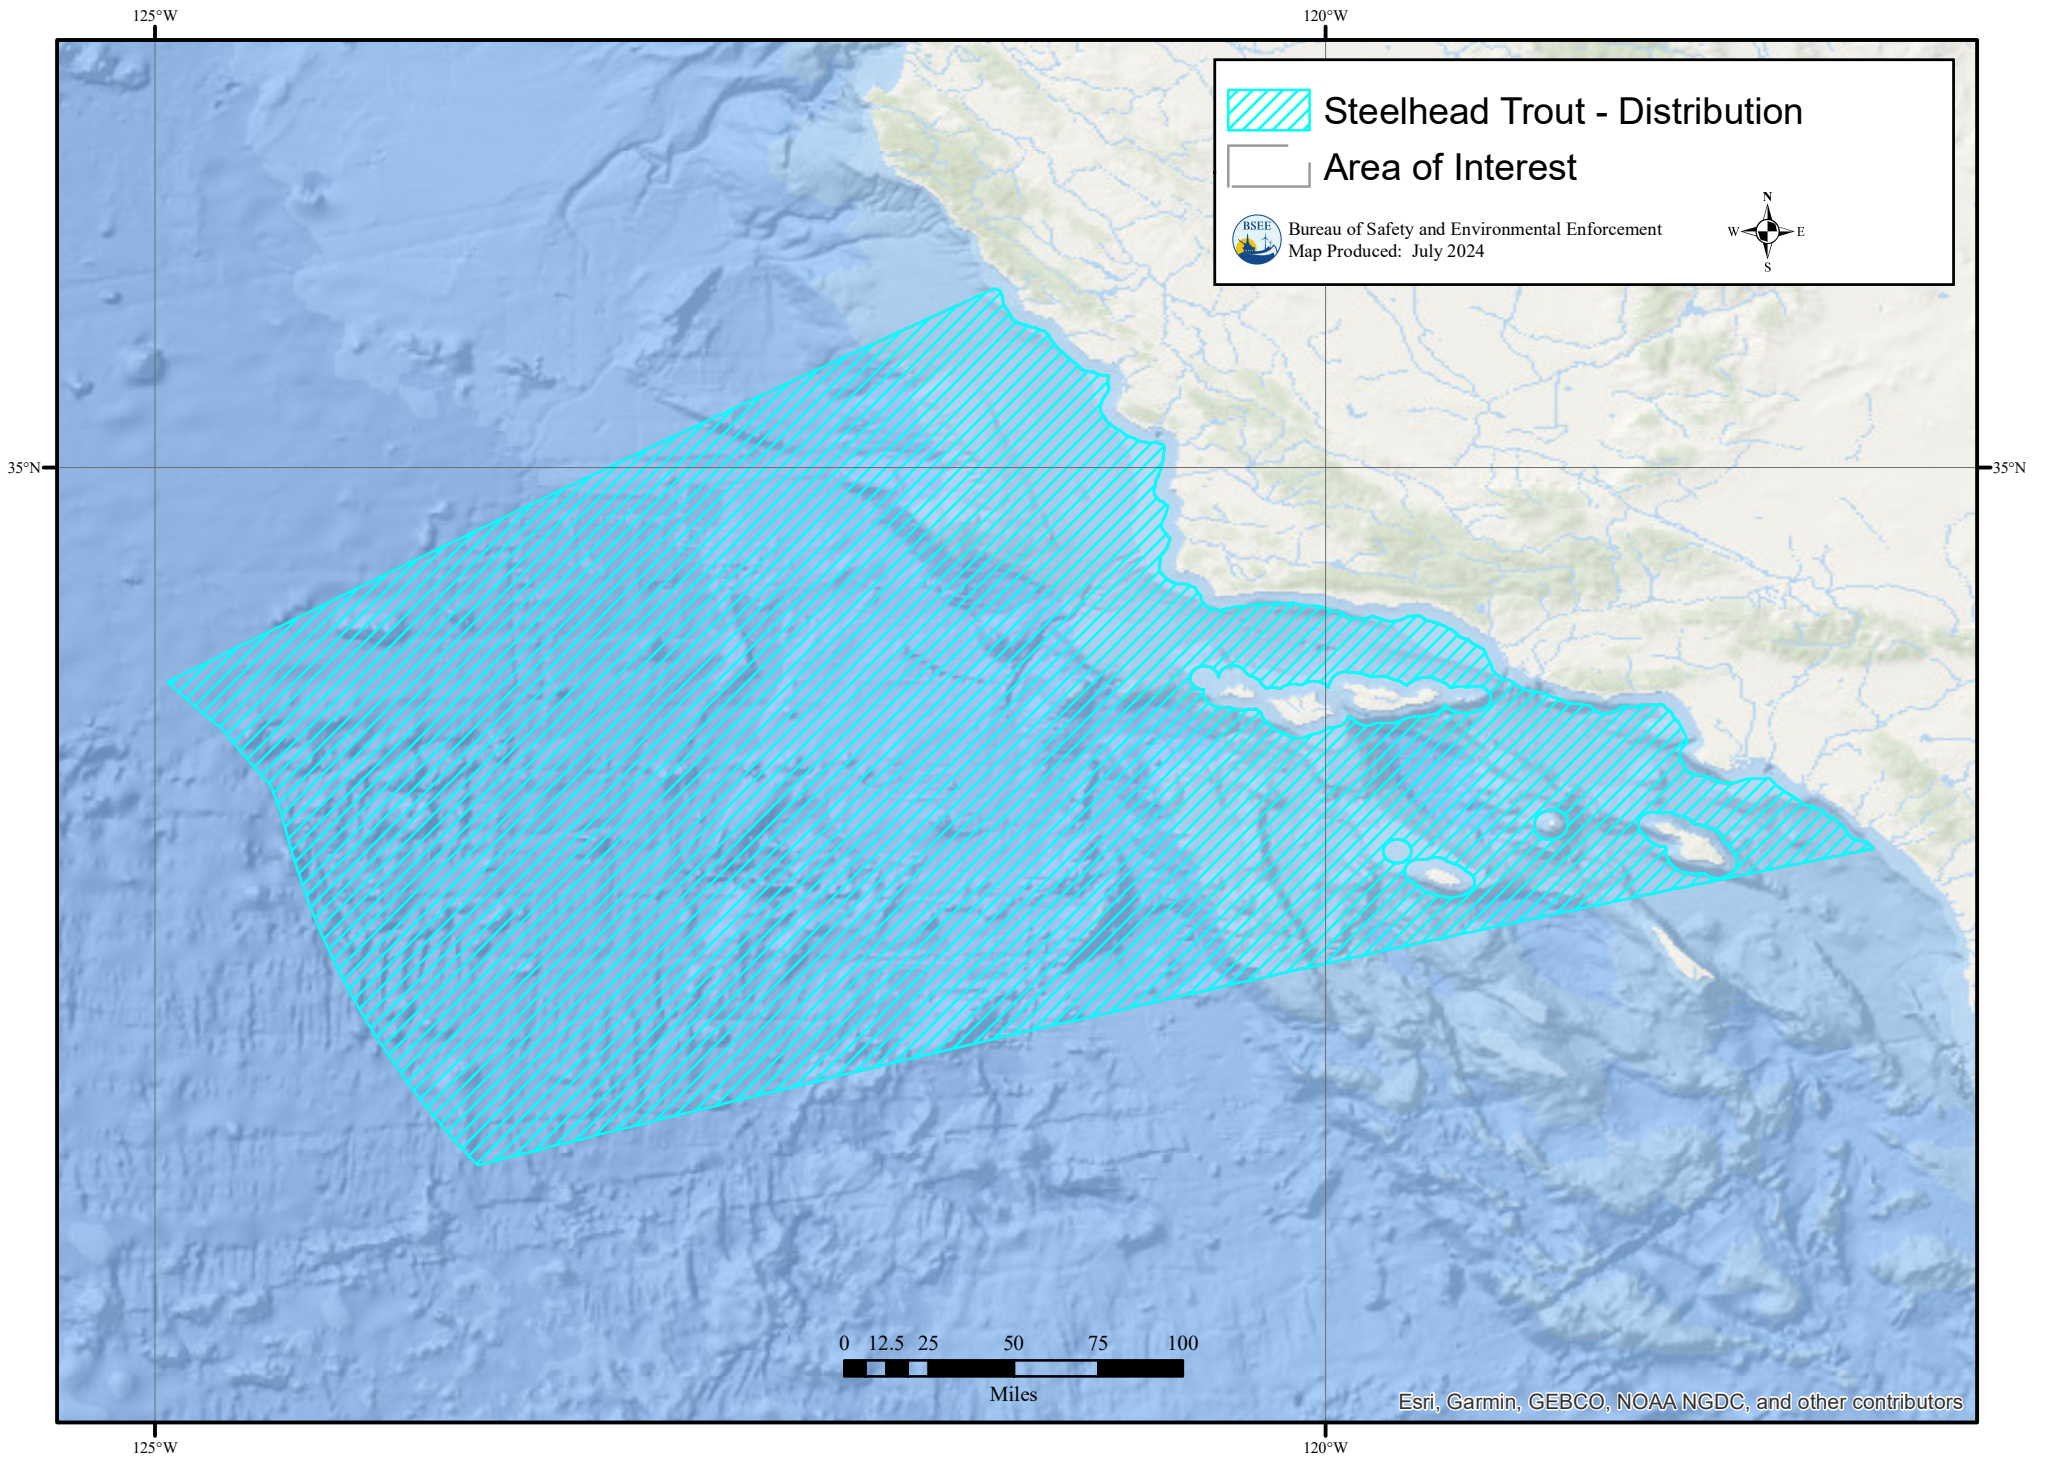 125°W
120°W
Steelhead Trout - Distribution
Area of Interest
BSEE
Bureau of Safety and Environmental Enforcement
Map Produced: July 2024
N
W
E
S
35°N
35°N
0 12.5 25 50 75 100
Miles
Esri, Garmin, GEBCO, NOAA NGDC, and other contributors
125°W
120°W